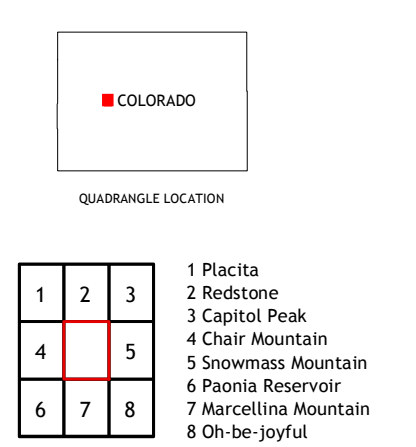 COLORADO
QUADRANGLE LOCATION
1 2 3
4 5
6 7 8
1 Placita
2 Redstone
3 Capitol Peak
4 Chair Mountain
5 Snowmass Mountain
6 Paonia Reservoir
7 Marcellina Mountain
8 Oh-be-joyful